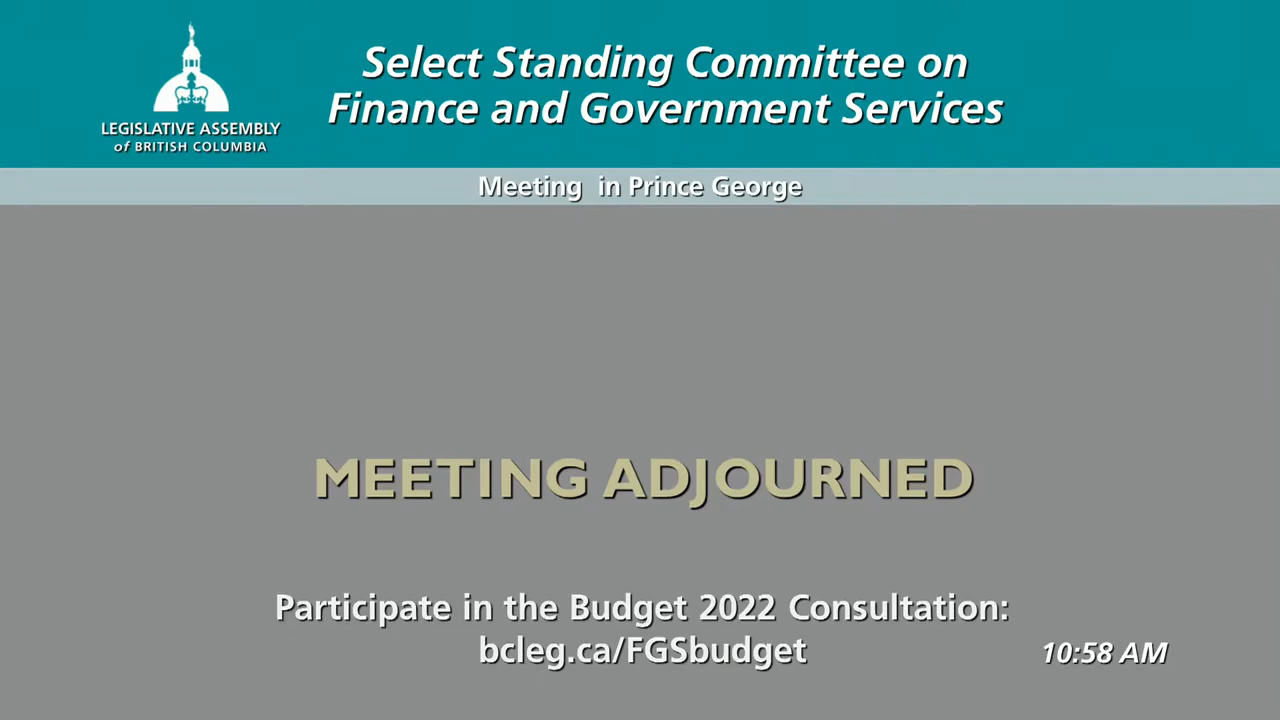 LEGISLATIVE ASSEMBLY
of BRITISH COLUMBIA
Select Standing Committee on
Finance and Government Services
Meeting in Prince George
MEETING ADJOURNED
Participate in the Budget 2022 Consultation:
bcleg.ca/FGSbudget
10:58 AM